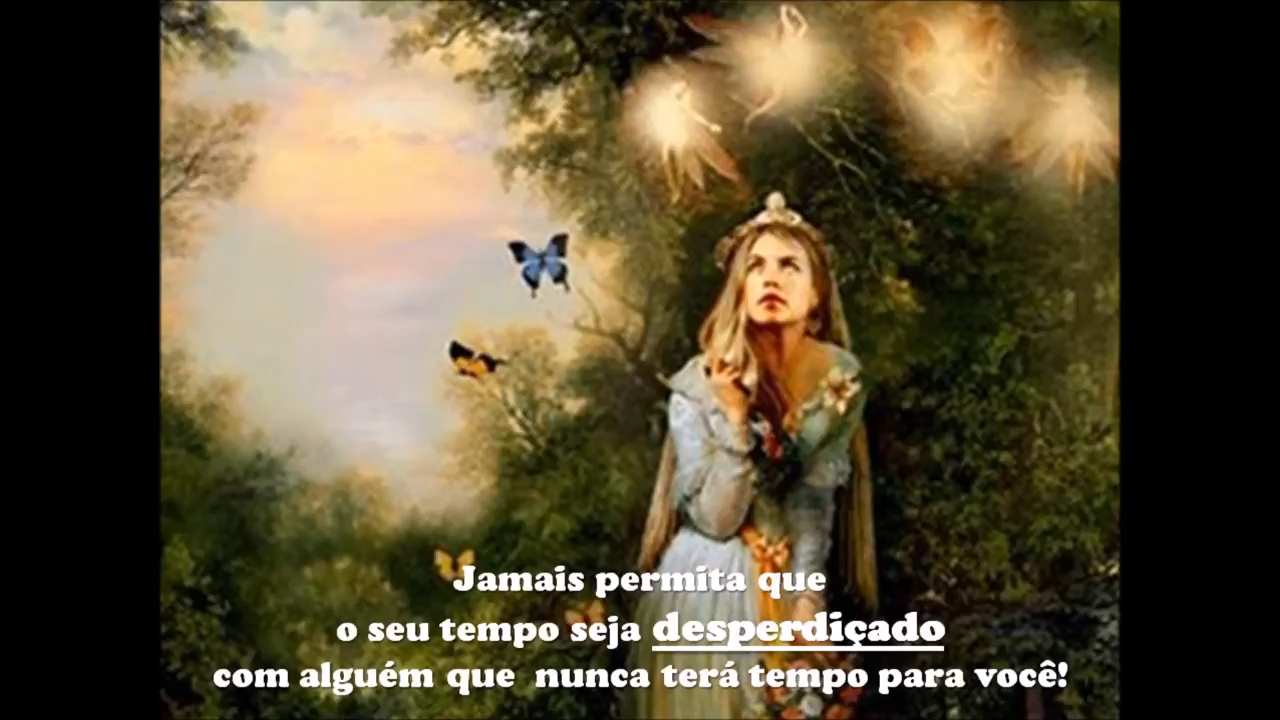 Jamais permita que
o seu tempo seja desperdiçado
com alguém que nunca terá tempo para você!